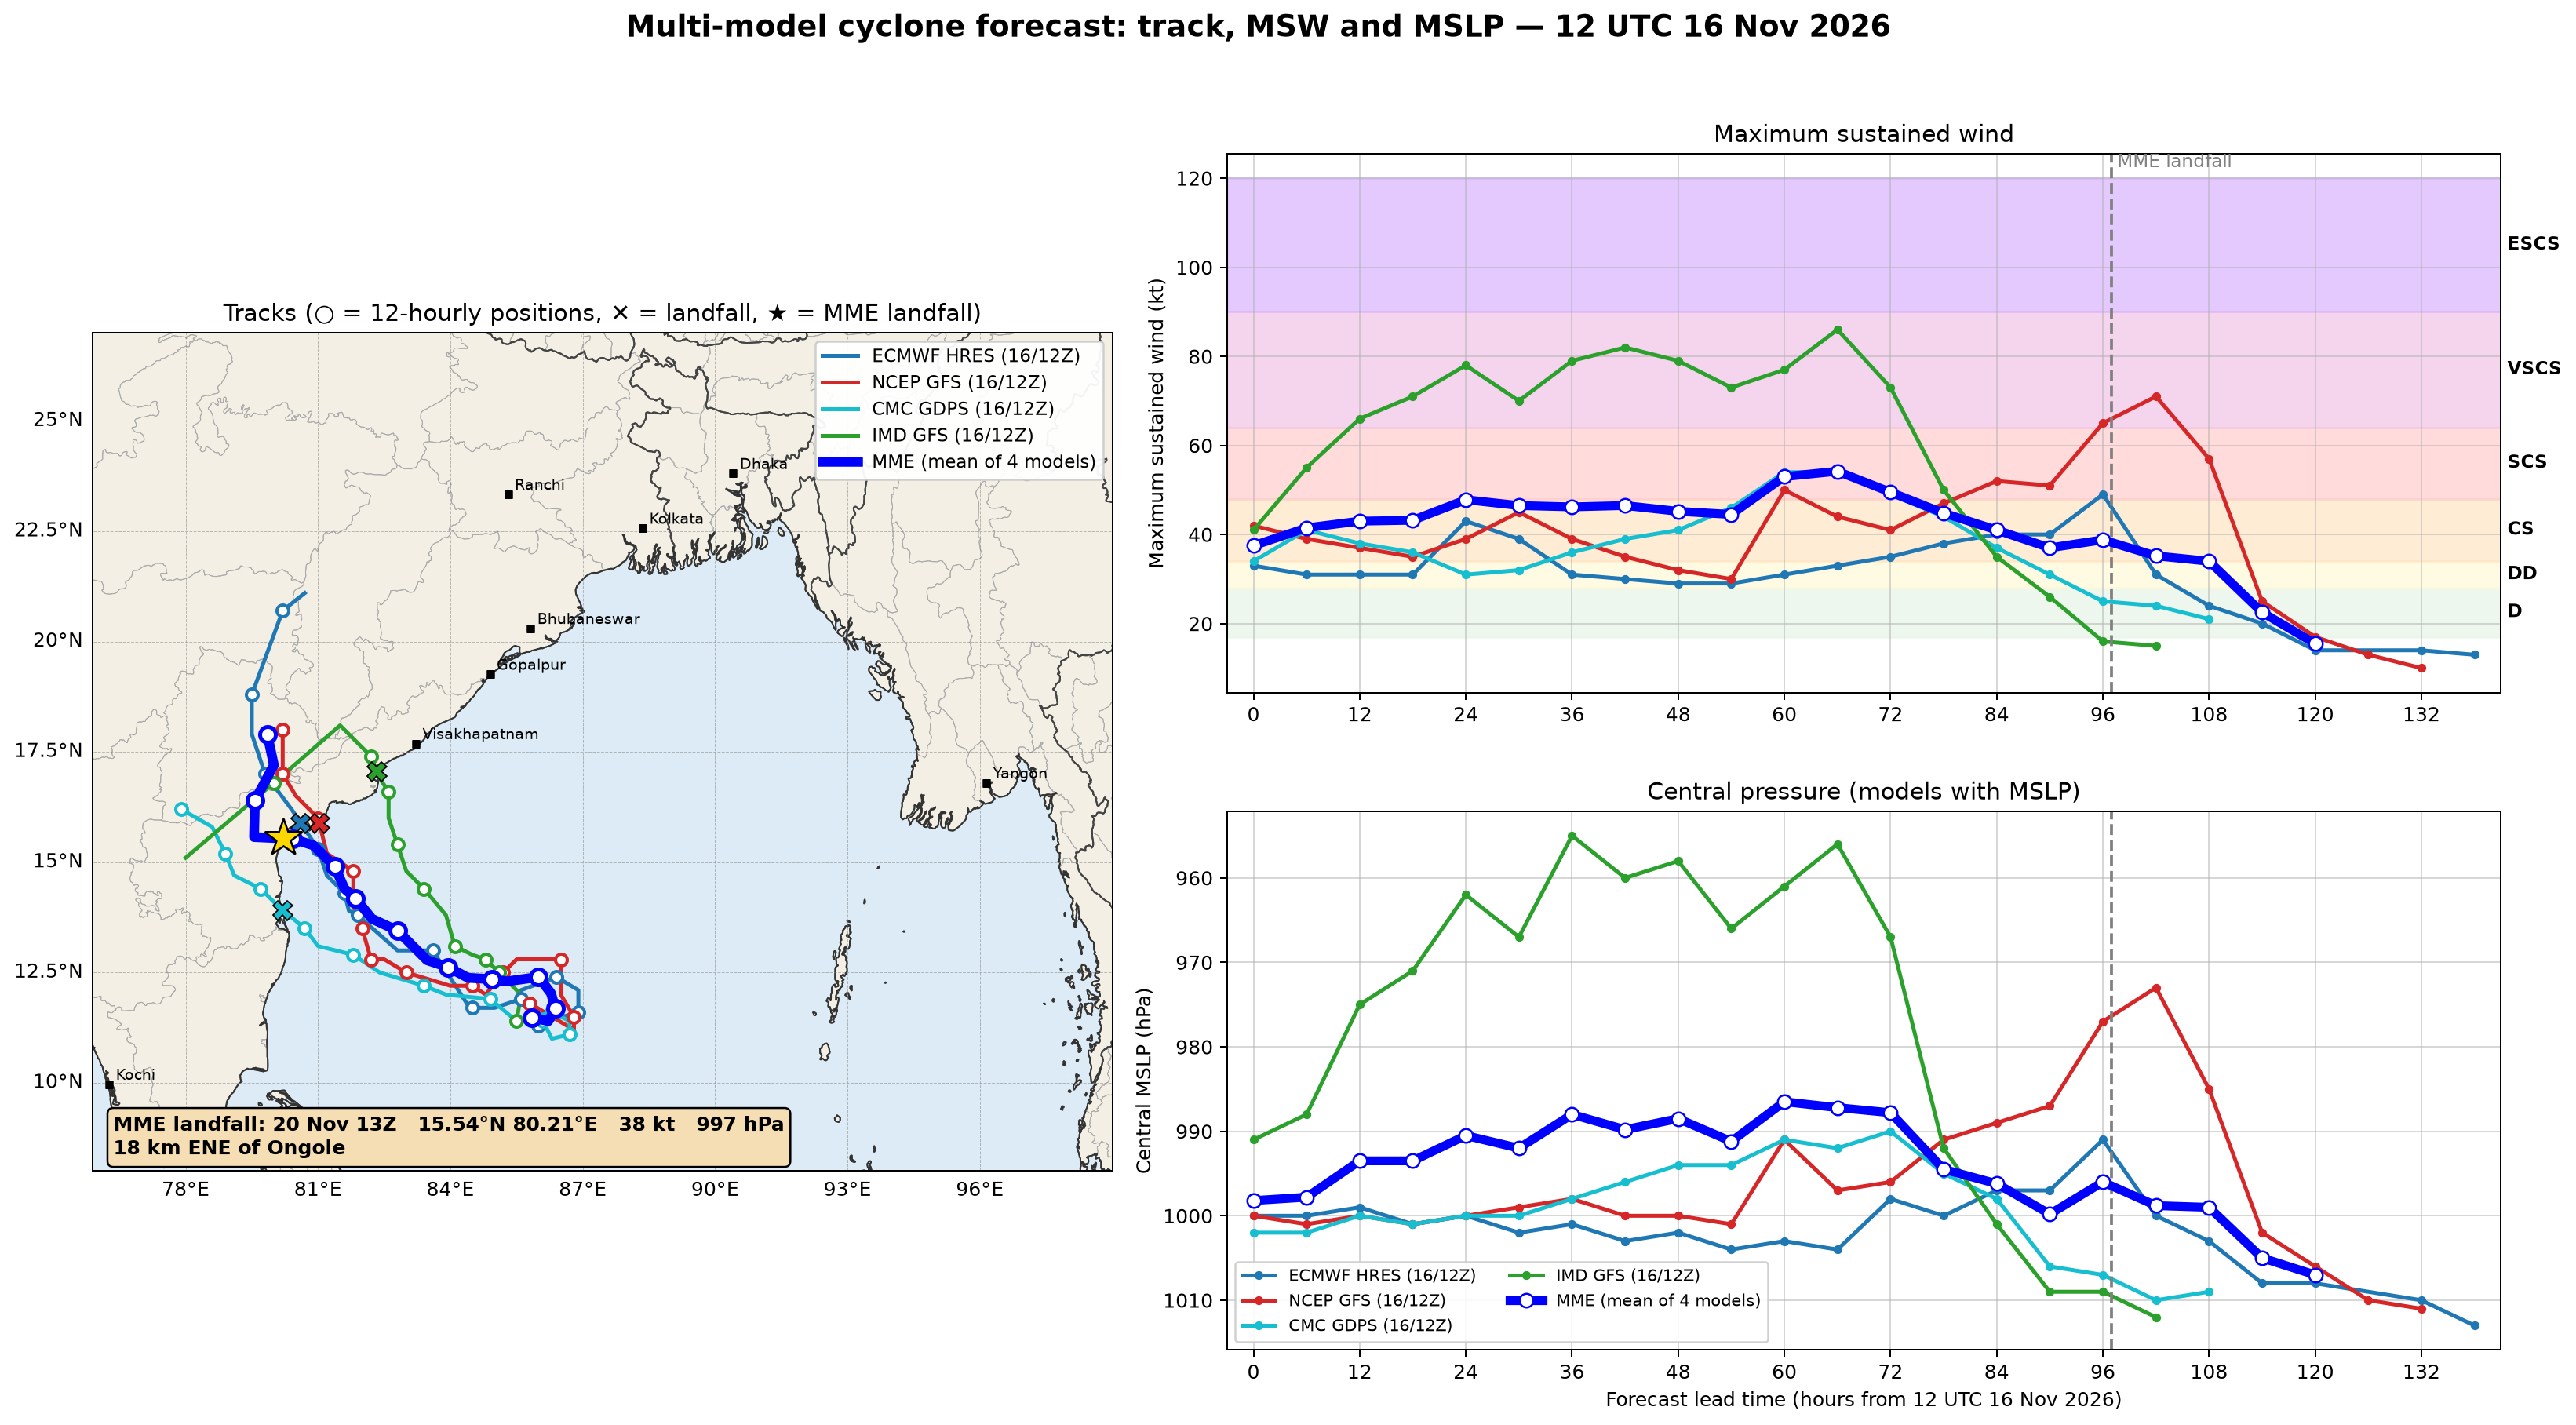 Multi-model cyclone forecast: track, MSW and MSLP — 12 UTC 16 Nov 2026
Tracks (○ = 12-hourly positions, ✕ = landfall, ★ = MME landfall)
ECMWF HRES (16/12Z)
NCEP GFS (16/12Z)
CMC GDPS (16/12Z)
IMD GFS (16/12Z)
MME (mean of 4 models)
25°N
22.5°N
20°N
17.5°N
15°N
12.5°N
10°N
Dhaka
Ranchi
Kolkata
Bhubaneswar
Gopalpur
Visakhapatnam
Yangon
Kochi
MME landfall: 20 Nov 13Z 15.54°N 80.21°E 38 kt 997 hPa
18 km ENE of Ongole
78°E 81°E 84°E 87°E 90°E 93°E 96°E
Maximum sustained wind
MME landfall
Maximum sustained wind (kt)
120
100
80
60
40
20
ESCS
VSCS
SCS
CS
DD
D
0 12 24 36 48 60 72 84 96 108 120 132
Central pressure (models with MSLP)
Central MSLP (hPa)
960
970
980
990
1000
1010
ECMWF HRES (16/12Z)
NCEP GFS (16/12Z)
CMC GDPS (16/12Z)
IMD GFS (16/12Z)
MME (mean of 4 models)
0 12 24 36 48 60 72 84 96 108 120 132
Forecast lead time (hours from 12 UTC 16 Nov 2026)